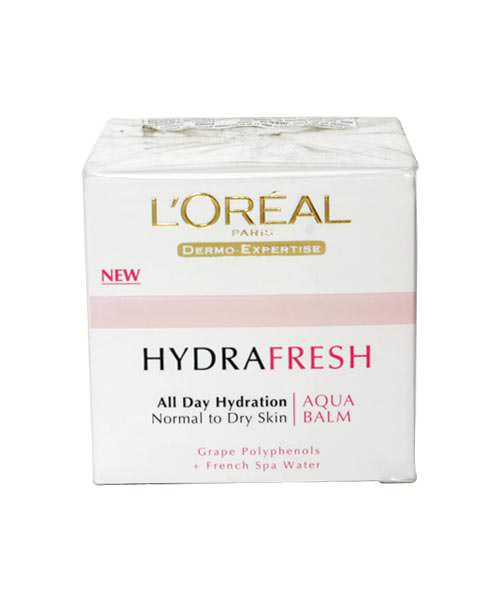 L'ORÉAL
PARIS
DERMO-EXPERTISE
NEW
HYDRAFRESH
All Day Hydration
Normal to Dry Skin
AQUA
BALM
Grape Polyphenols
+ French Spa Water